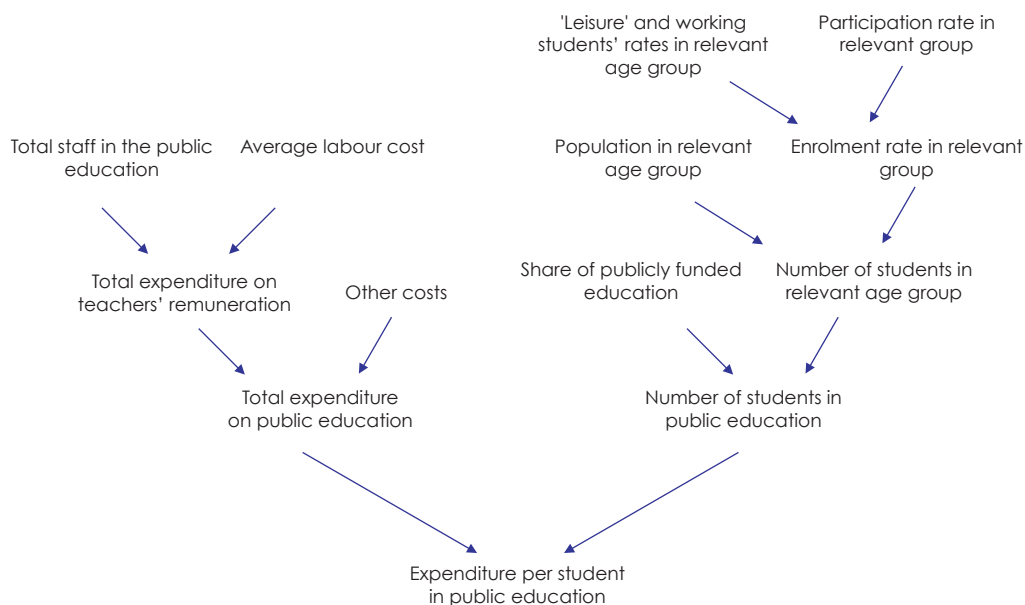 'Leisure' and working
students’ rates in relevant
age group
Participation rate in
relevant group
Total staff in the public
education
Average labour cost
Population in relevant
age group
Enrolment rate in relevant
group
Total expenditure on
teachers’ remuneration
Other costs
Share of publicly funded
education
Number of students in
relevant age group
Total expenditure
on public education
Number of students in
public education
Expenditure per student
in public education